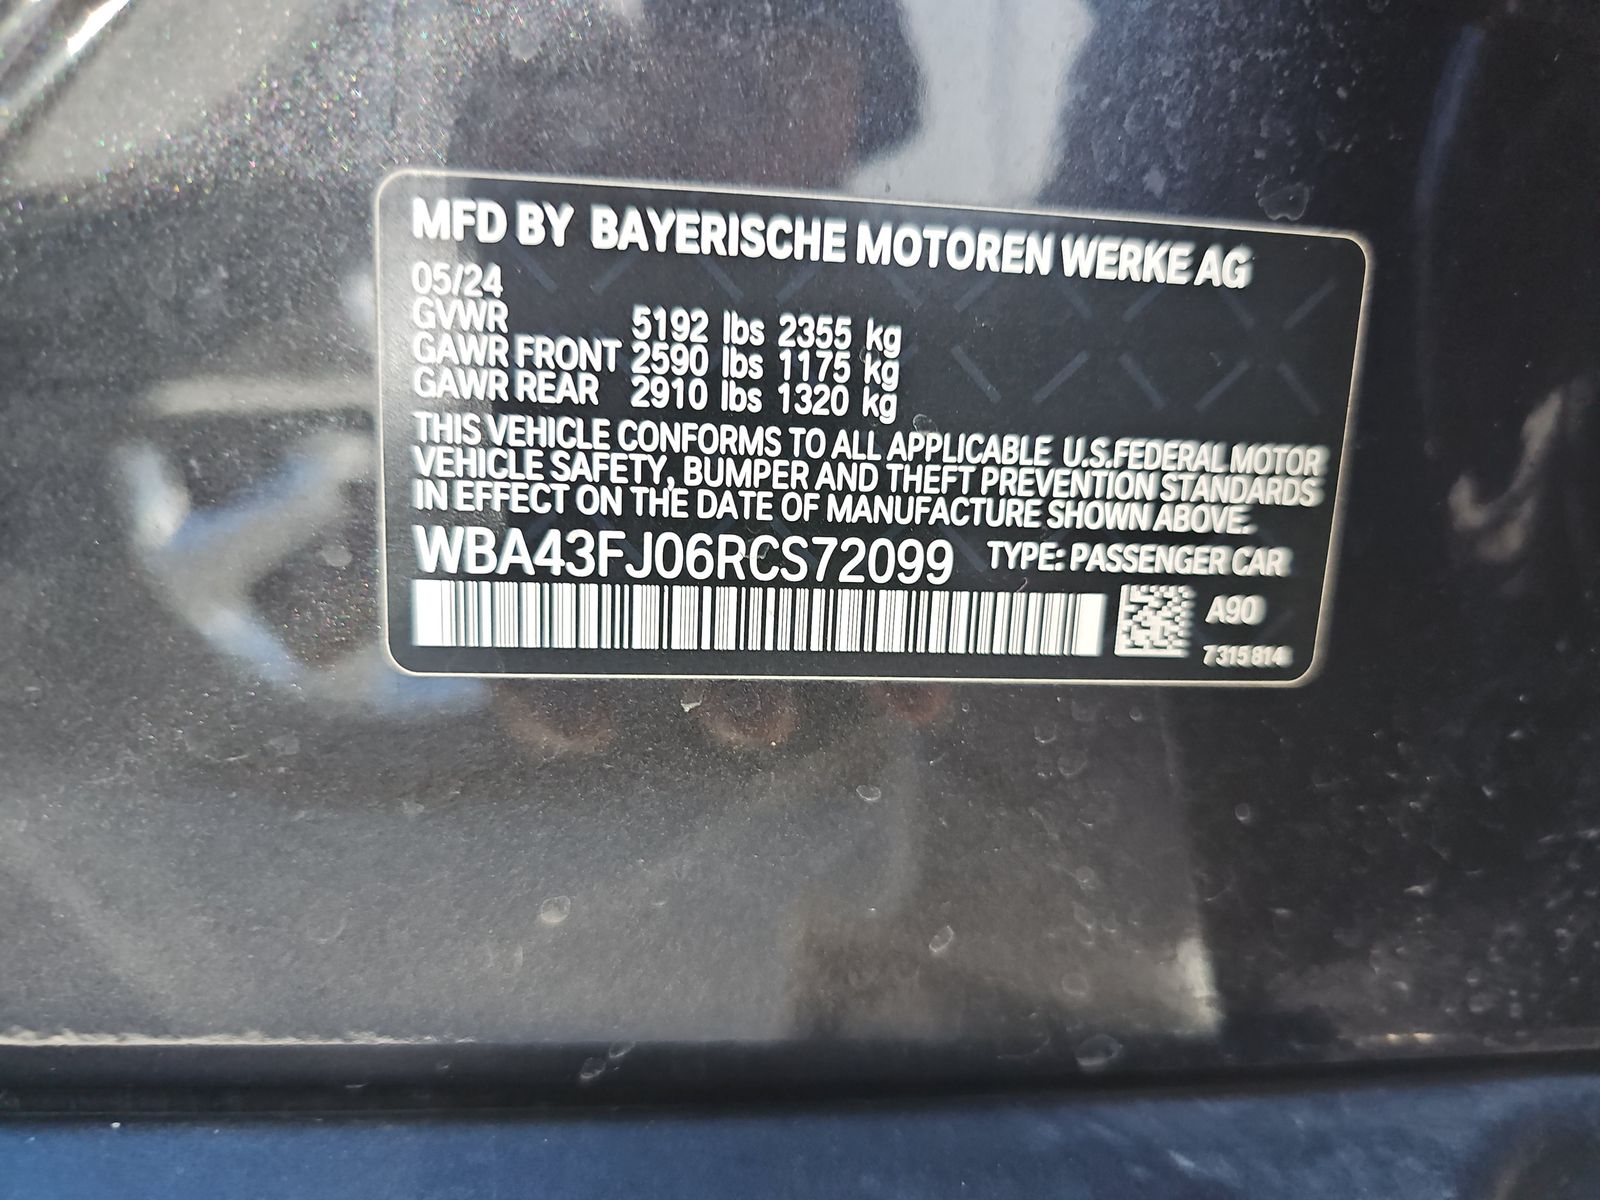 MFD BY BAYERISCHE MOTOREN WERKE AG
05/24
GVWR 5192 lbs 2355 kg
GAWR FRONT 2590 lbs 1175 kg
GAWR REAR 2910 lbs 1320 kg
THIS VEHICLE CONFORMS TO ALL APPLICABLE U.S.FEDERAL MOTOR
VEHICLE SAFETY, BUMPER AND THEFT PREVENTION STANDARDS
IN EFFECT ON THE DATE OF MANUFACTURE SHOWN ABOVE.
WBA43FJ06RCS72099 TYPE: PASSENGER CAR
A90
7315814